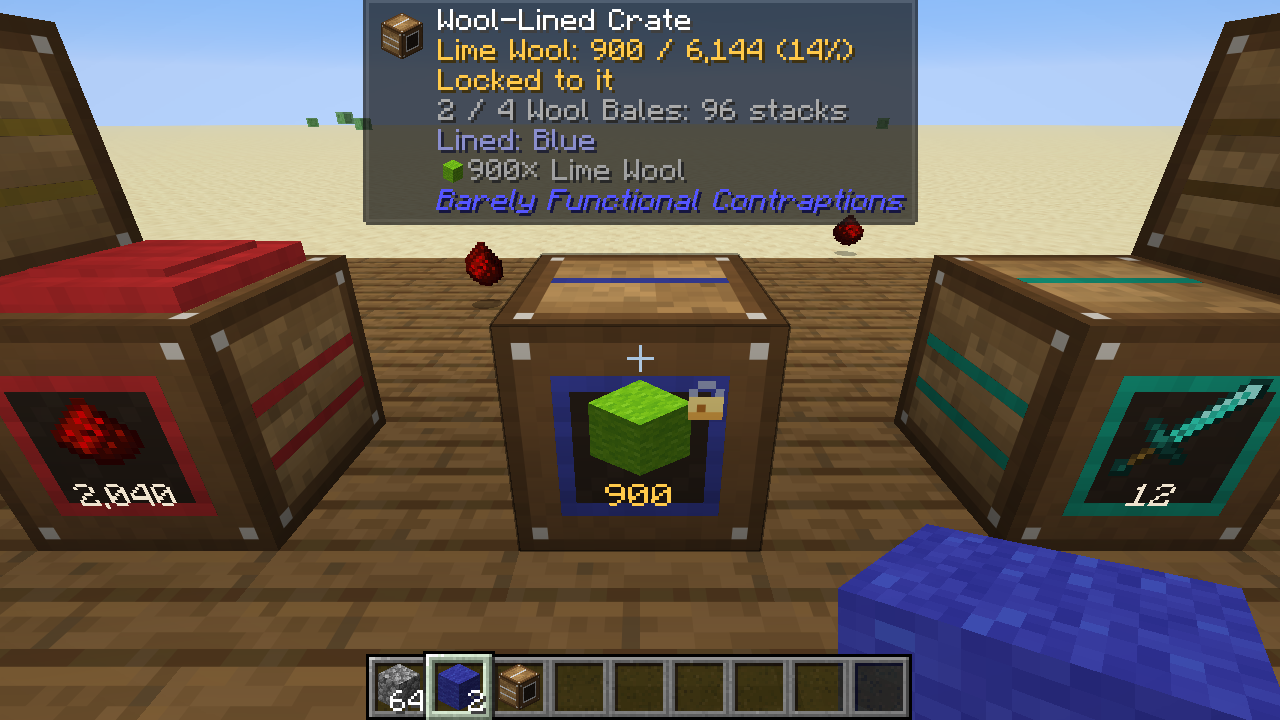 Wool-Lined Crate
Lime Wool: 900 / 6,144 (14%)
Locked to it
2 / 4 Wool Bales: 96 stacks
Lined: Blue
900× Lime Wool
Barely Functional Contraptions
2,040
900
12
64
2